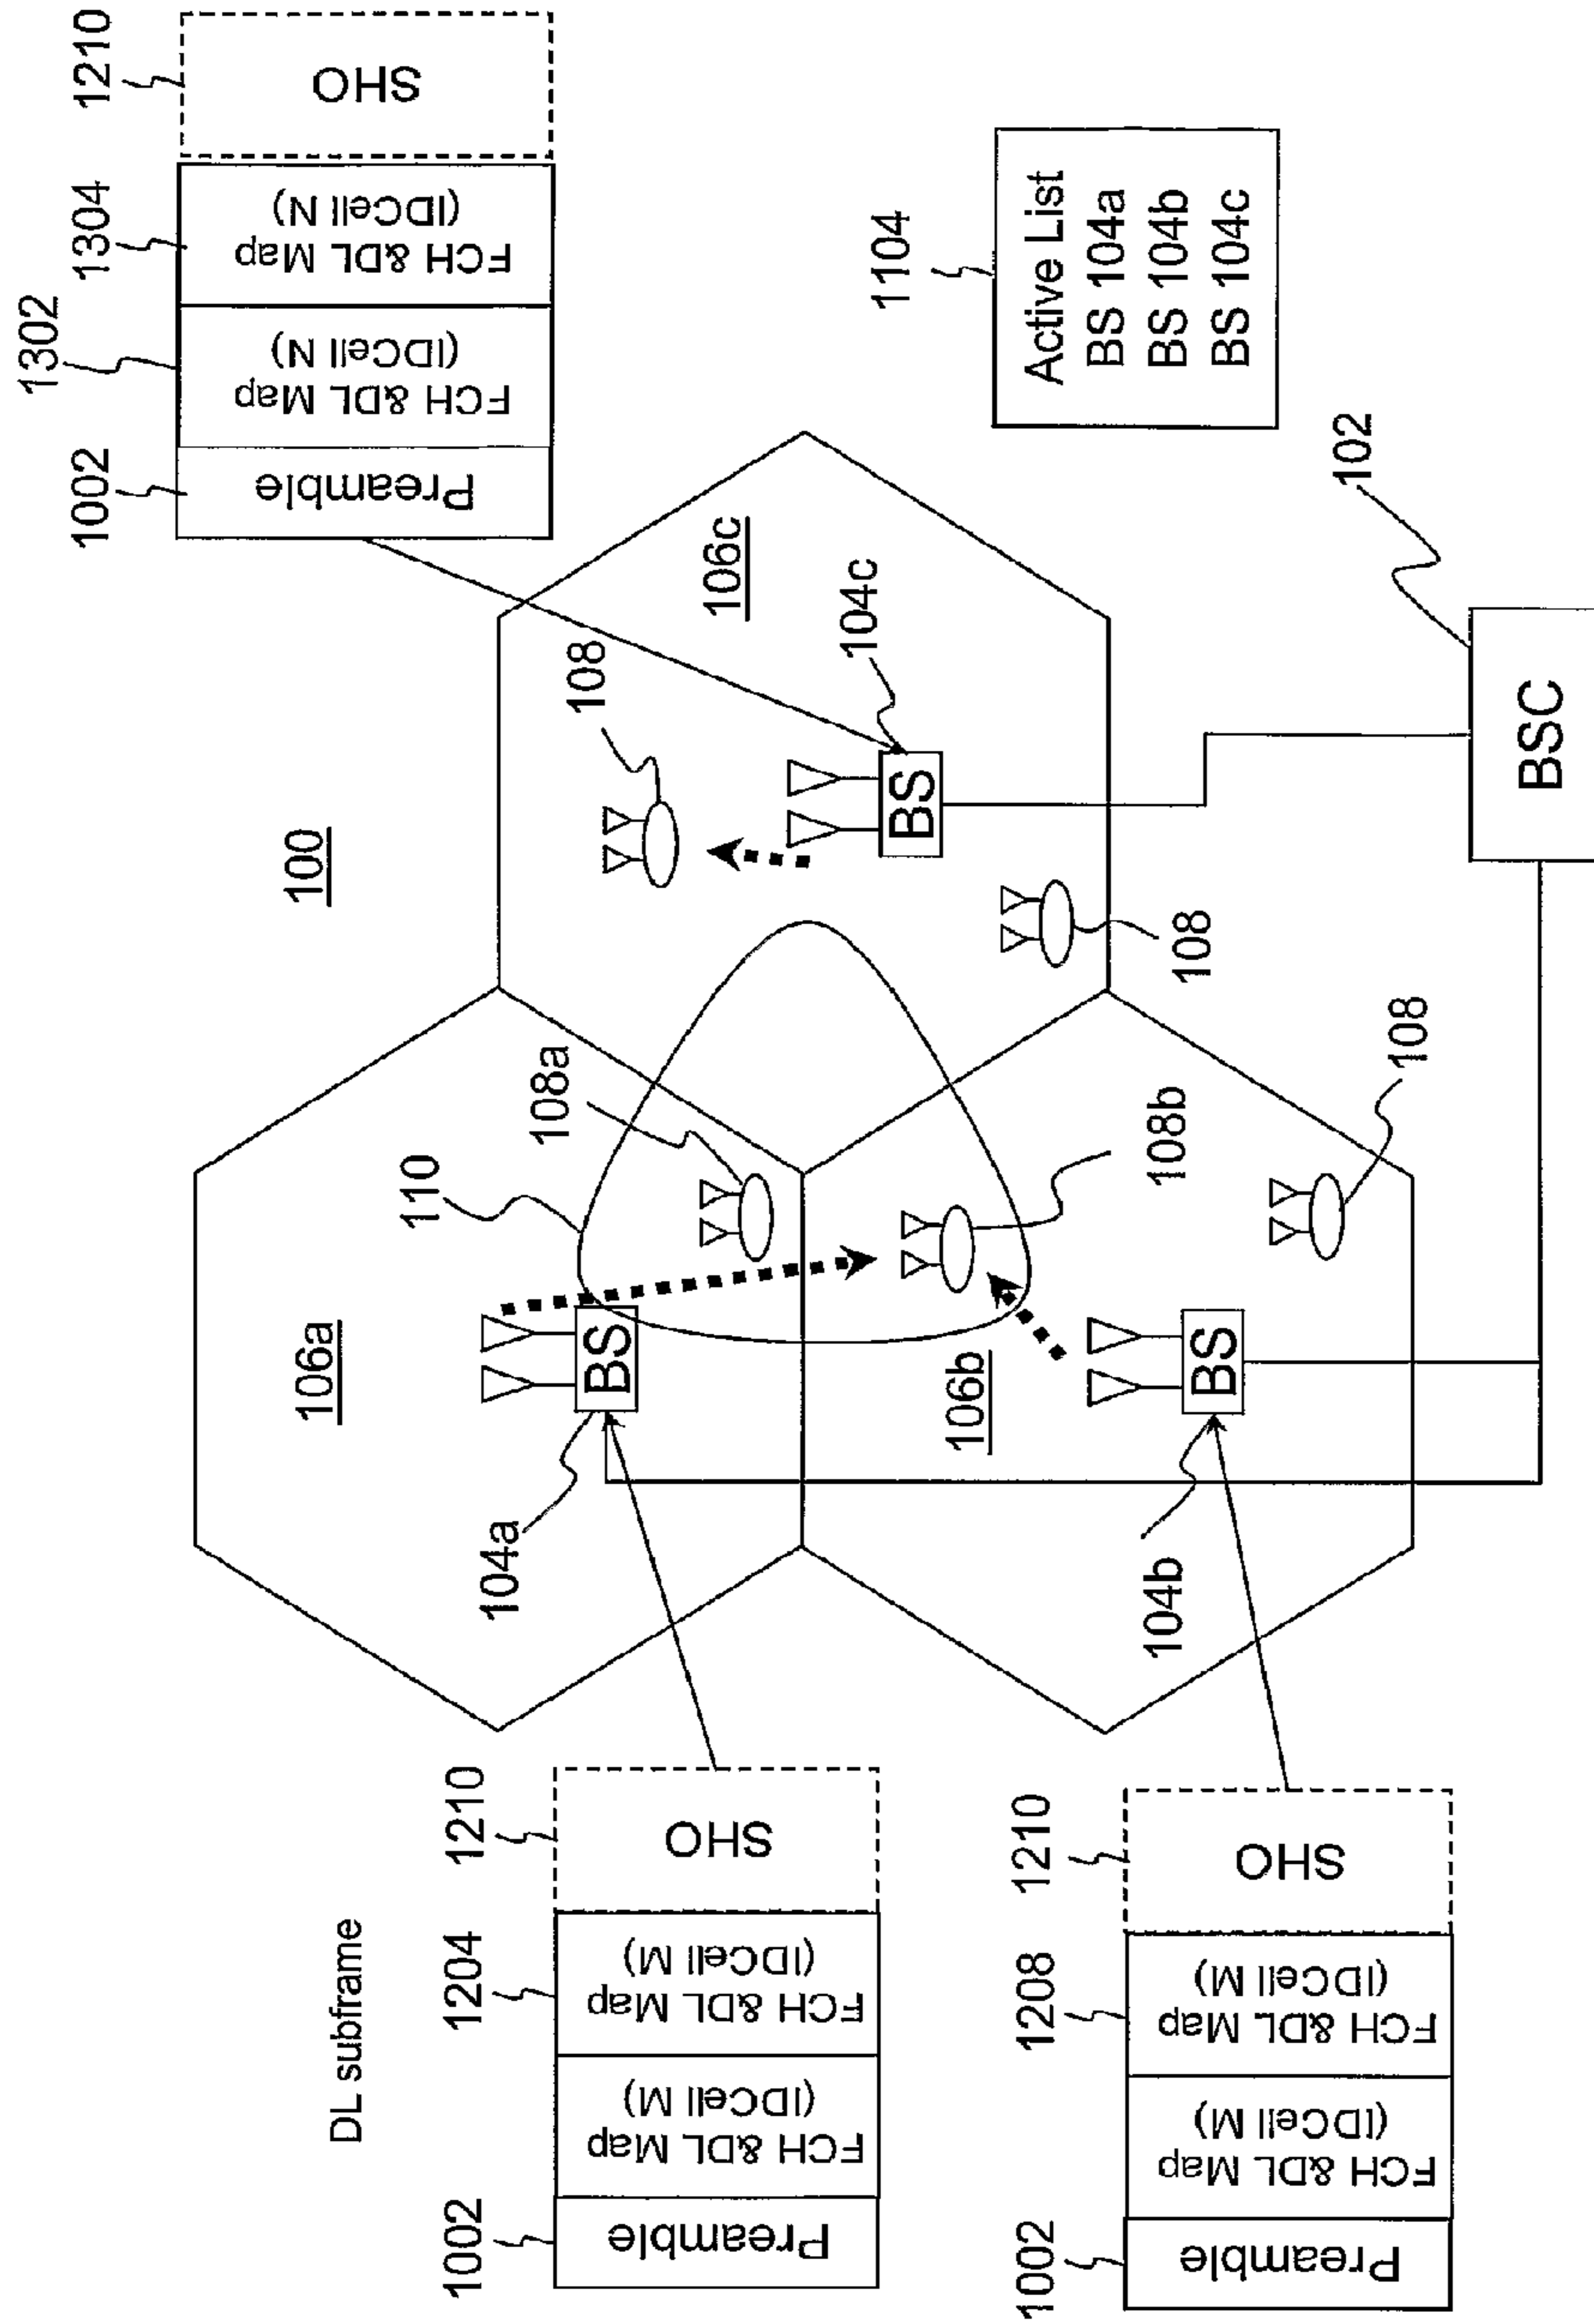 DL subframe
1002
1204
1210
Preamble
FCH &DL Map
(IDCell M)
FCH &DL Map
(IDCell M)
SHO
1002
1208
1210
Preamble
FCH &DL Map
(IDCell M)
FCH &DL Map
(IDCell M)
SHO
106a
104a
BS
110
108a
100
106b
104b
BS
108b
108
108
106c
104c
BS
108
1002
1302
1304
1210
Preamble
FCH &DL Map
(IDCell N)
FCH &DL Map
(IDCell N)
SHO
1104
Active List
BS 104a
BS 104b
BS 104c
102
BSC